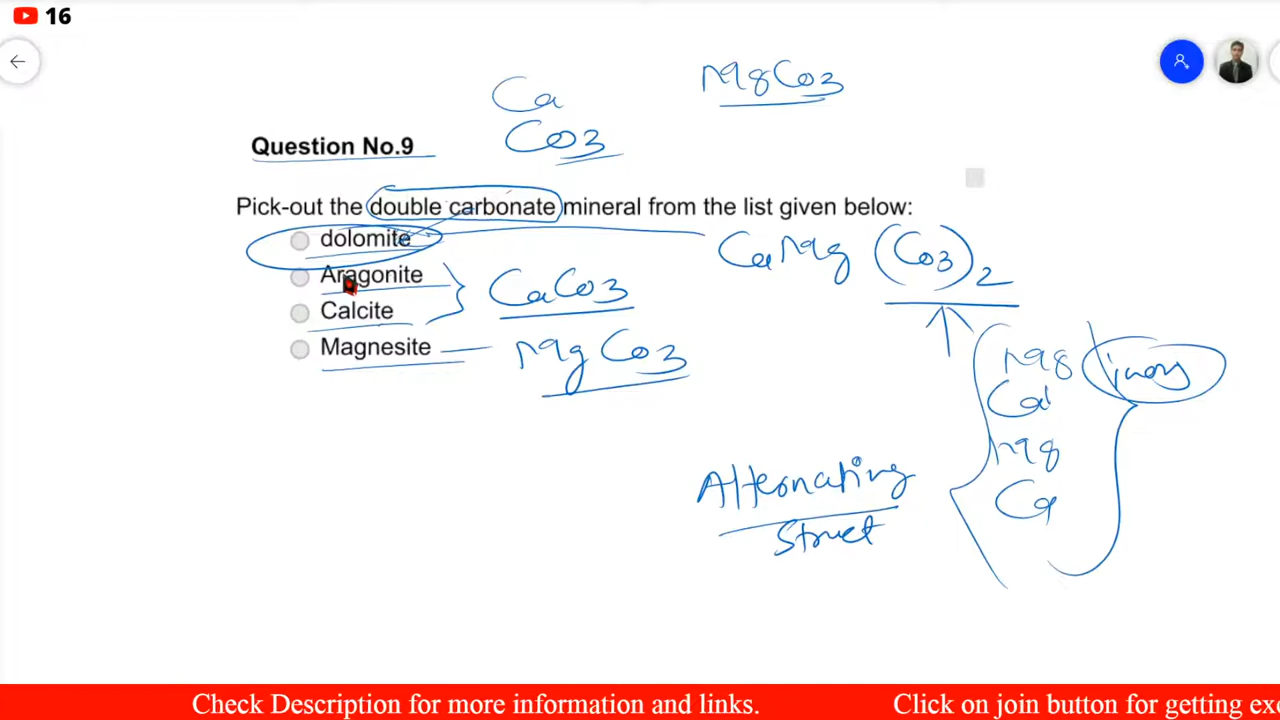 16
Ca
MgCo3
Co3
Question No.9
Pick-out the double carbonate mineral from the list given below:
dolomite
CaMg (Co3)2
Aragonite
CaCo3
Calcite
Magnesite
MgCo3
Mg
Ca
Mg
Ca
Alternating
Struct
Check Description for more information and links.
Click on join button for getting exc